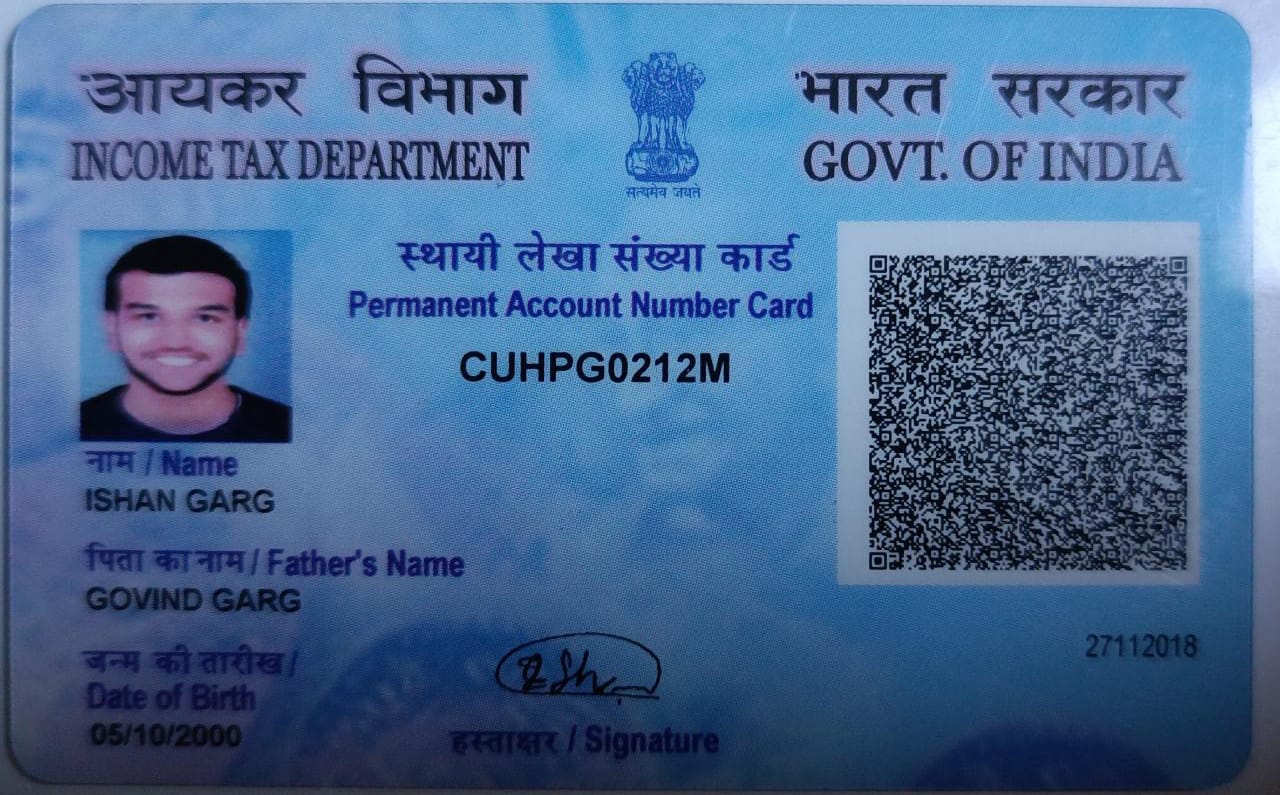 आयकर विभाग
INCOME TAX DEPARTMENT
सत्यमेव जयते
भारत सरकार
GOVT. OF INDIA
स्थायी लेखा संख्या कार्ड
Permanent Account Number Card
CUHPG0212M
नाम / Name
ISHAN GARG
पिता का नाम / Father's Name
GOVIND GARG
जन्म की तारीख /
Date of Birth
05/10/2000
हस्ताक्षर / Signature
27112018